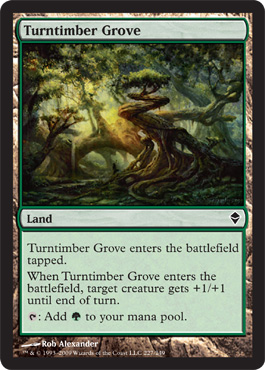 Turntimber Grove
Land
Turntimber Grove enters the battlefield
tapped.
When Turntimber Grove enters the
battlefield, target creature gets +1/+1
until end of turn.
: Add to your mana pool.
Rob Alexander
™ & © 1993-2009 Wizards of the Coast LLC 227/249